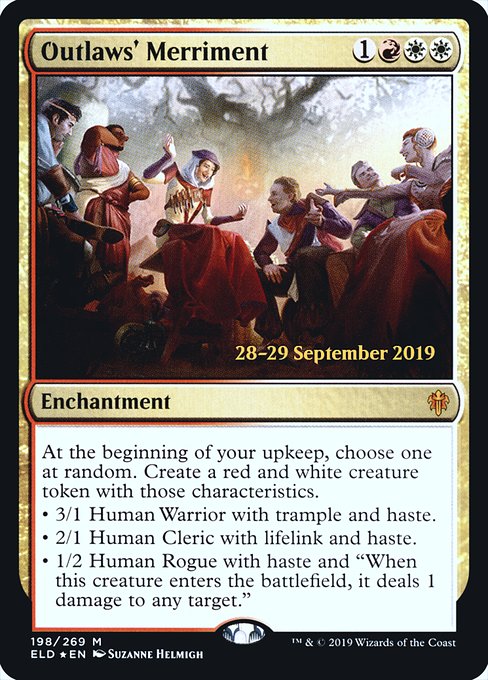 Outlaws' Merriment 1
28–29 September 2019
Enchantment
At the beginning of your upkeep, choose one
at random. Create a red and white creature
token with those characteristics.
• 3/1 Human Warrior with trample and haste.
• 2/1 Human Cleric with lifelink and haste.
• 1/2 Human Rogue with haste and “When
this creature enters the battlefield, it deals 1
damage to any target.”
198/269 M
ELD ★ EN Suzanne Helmigh
™ & © 2019 Wizards of the Coast